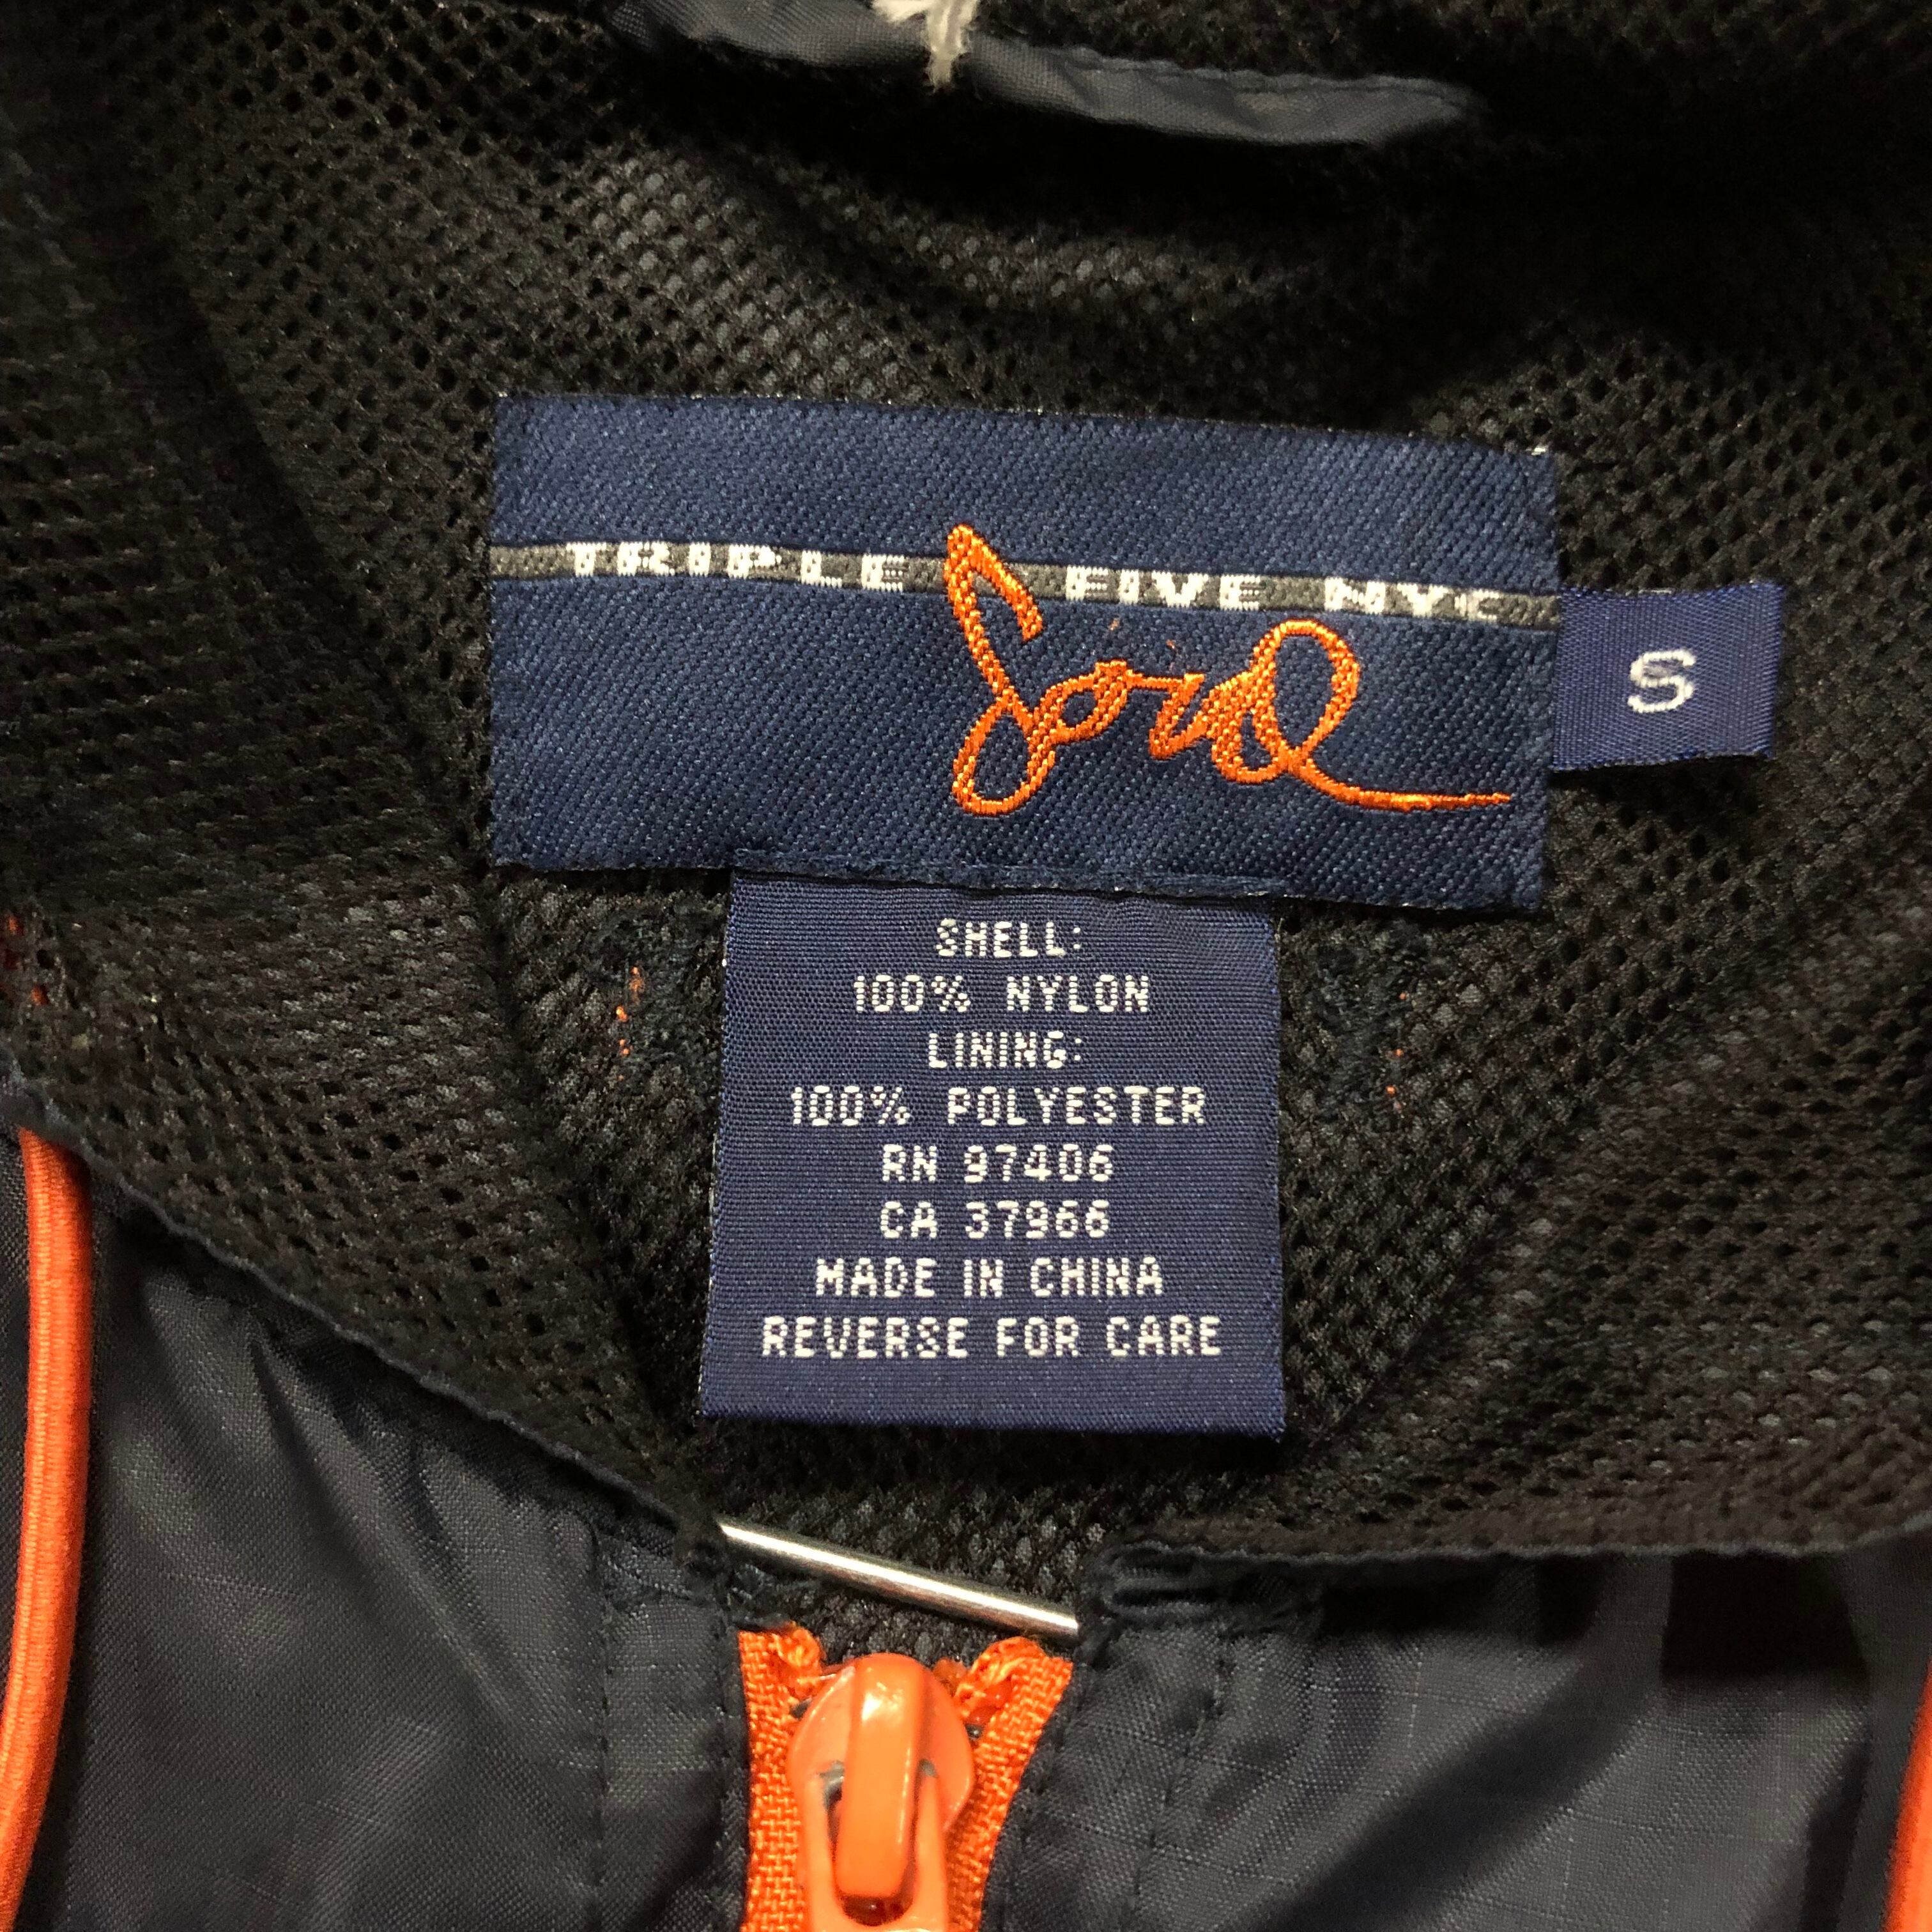 TRIPLE FIVE NYC
S
SHELL:
100% NYLON
LINING:
100% POLYESTER
RN 97406
CA 37966
MADE IN CHINA
REVERSE FOR CARE